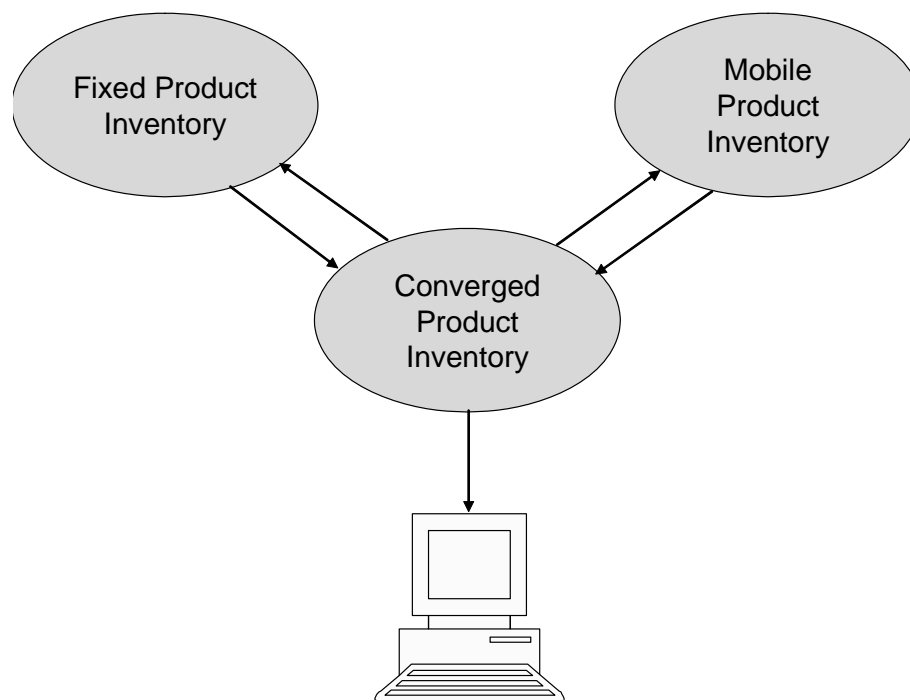 Fixed Product
Inventory
Mobile
Product
Inventory
Converged
Product
Inventory